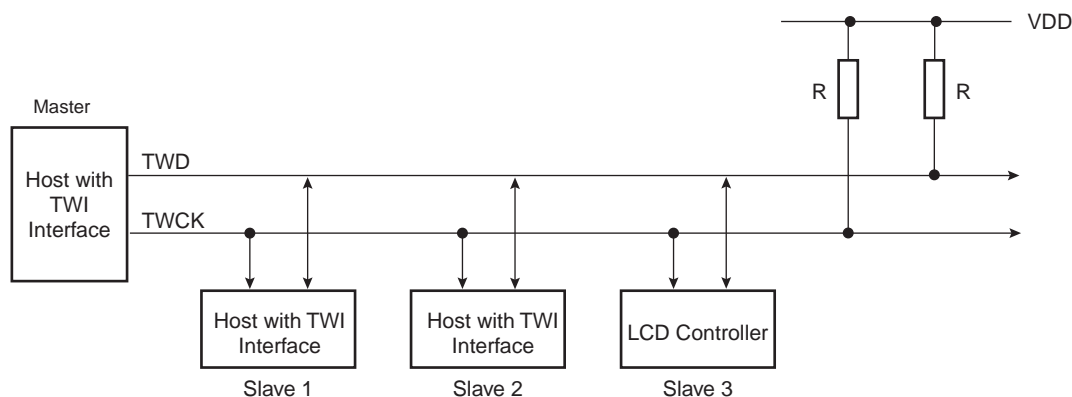 VDD
R
R
Master
Host with
TWI
Interface
TWD
TWCK
Host with TWI
Interface
Host with TWI
Interface
LCD Controller
Slave 1
Slave 2
Slave 3